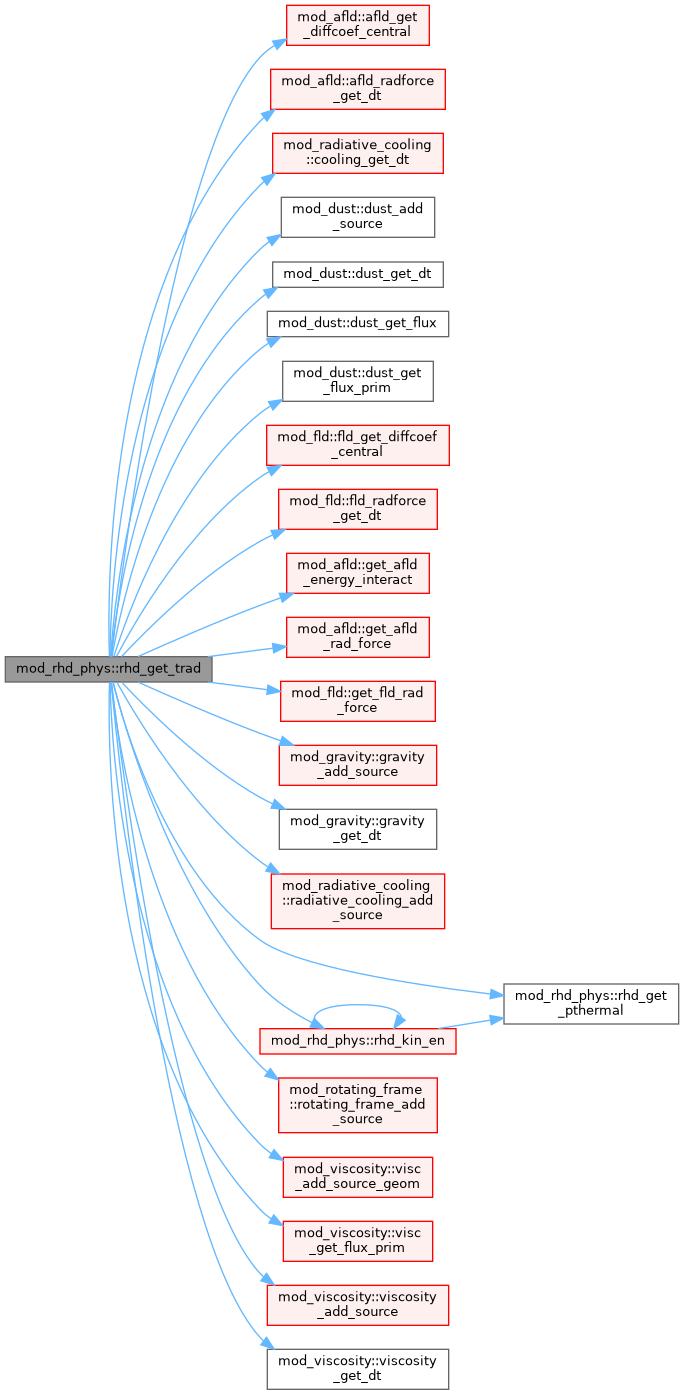 mod_afld::afld_get
_diffcoef_central
mod_afld::afld_radforce
_get_dt
mod_radiative_cooling
::cooling_get_dt
mod_dust::dust_add
_source
mod_dust::dust_get_dt
mod_dust::dust_get_flux
mod_dust::dust_get
_flux_prim
mod_fld::fld_get_diffcoef
_central
mod_fld::fld_radforce
_get_dt
mod_afld::get_afld
_energy_interact
mod_afld::get_afld
_rad_force
mod_rhd_phys::rhd_get_trad
mod_fld::get_fld_rad
_force
mod_gravity::gravity
_add_source
mod_gravity::gravity
_get_dt
mod_radiative_cooling
::radiative_cooling_add
_source
mod_rhd_phys::rhd_get
_pthermal
mod_rhd_phys::rhd_kin_en
mod_rotating_frame
::rotating_frame_add
_source
mod_viscosity::visc
_add_source_geom
mod_viscosity::visc
_get_flux_prim
mod_viscosity::viscosity
_add_source
mod_viscosity::viscosity
_get_dt